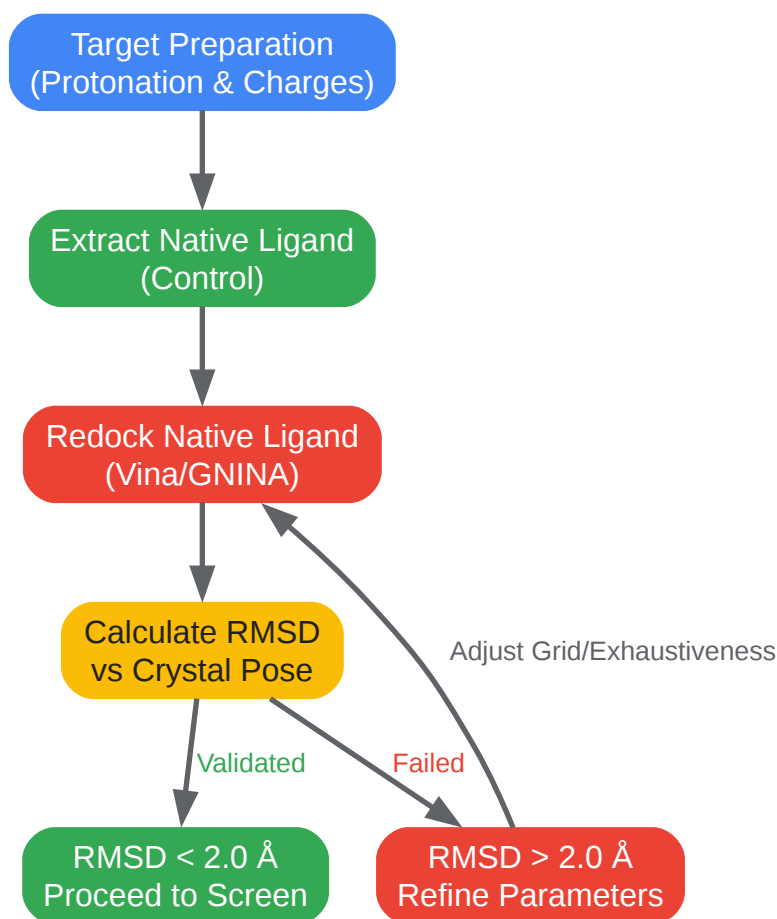 Target Preparation
(Protonation & Charges)
Extract Native Ligand
(Control)
Redock Native Ligand
(Vina/GNINA)
Calculate RMSD
vs Crystal Pose
Adjust Grid/Exhaustiveness
Validated
Failed
RMSD < 2.0 Å
Proceed to Screen
RMSD > 2.0 Å
Refine Parameters